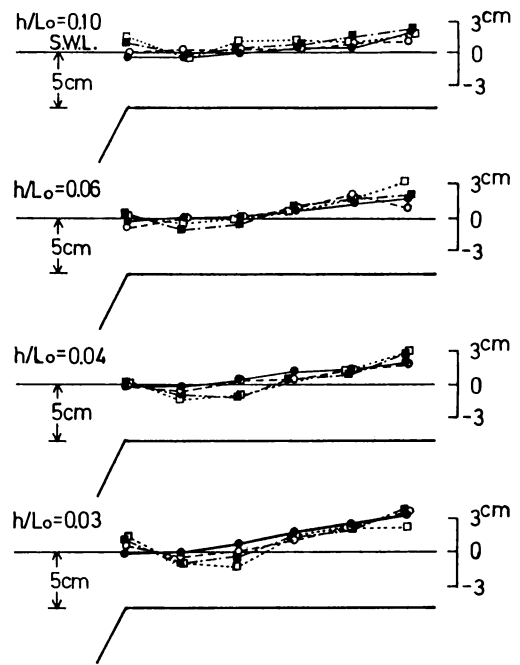 h/Lo=0.10
S.W.L.
5cm
3cm
0
-3
h/Lo=0.06
5cm
3cm
0
-3
h/Lo=0.04
5cm
3cm
0
-3
h/Lo=0.03
5cm
3cm
0
-3